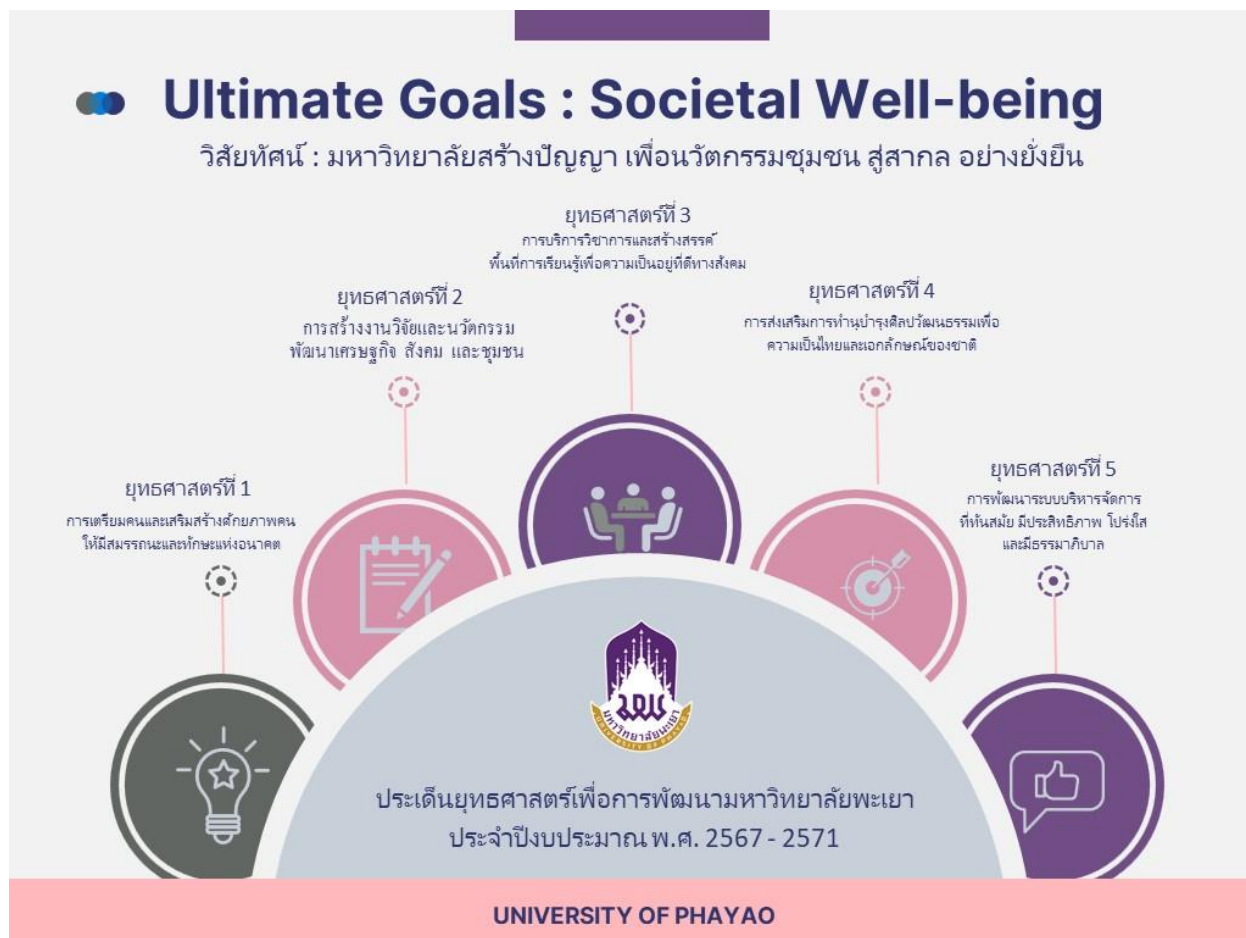 Ultimate Goals : Societal Well-being
วิสัยทัศน์ : มหาวิทยาลัยสร้างปัญญา เพื่อนวัตกรรมชุมชน สู่สากล อย่างยั่งยืน
ยุทธศาสตร์ที่ 1
การเตรียมคนและเสริมสร้างศักยภาพคน
ให้มีสมรรถนะและทักษะแห่งอนาคต
ยุทธศาสตร์ที่ 2
การสร้างงานวิจัยและนวัตกรรม
พัฒนาเศรษฐกิจ สังคม และชุมชน
ยุทธศาสตร์ที่ 3
การบริการวิชาการและสร้างสรรค์
พื้นที่การเรียนรู้เพื่อความเป็นอยู่ที่ดีทางสังคม
ยุทธศาสตร์ที่ 4
การส่งเสริมการทำนุบำรุงศิลปวัฒนธรรมเพื่อ
ความเป็นไทยและเอกลักษณ์ของชาติ
ยุทธศาสตร์ที่ 5
การพัฒนาระบบบริหารจัดการ
ที่ทันสมัย มีประสิทธิภาพ โปร่งใส
และมีธรรมาภิบาล
มหาวิทยาลัยพะเยา
UNIVERSITY OF PHAYAO
ประเด็นยุทธศาสตร์เพื่อการพัฒนามหาวิทยาลัยพะเยา
ประจำปีงบประมาณ พ.ศ. 2567 - 2571
UNIVERSITY OF PHAYAO